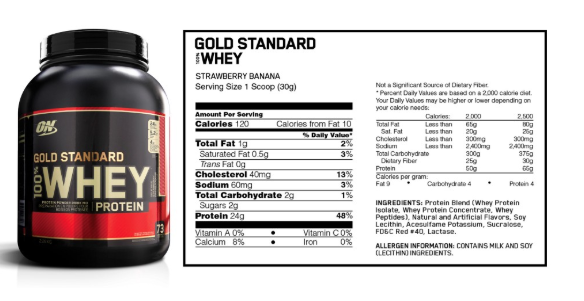 ON
GOLD STANDARD
100%
WHEY
PROTEIN
73
GOLD STANDARD
100% WHEY
STRAWBERRY BANANA
Serving Size 1 Scoop (30g)
Amount Per Serving
Calories 120 Calories from Fat 10
% Daily Value*
Total Fat 1g 2%
Saturated Fat 0.5g 3%
Trans Fat 0g
Cholesterol 40mg 13%
Sodium 60mg 3%
Total Carbohydrate 2g 1%
Sugars 2g
Protein 24g 48%
Vitamin A 0% • Vitamin C 0%
Calcium 8% • Iron 0%
Not a Significant Source of Dietary Fiber.
* Percent Daily Values are based on a 2,000 calorie diet.
Your Daily Values may be higher or lower depending on
your calorie needs:
Calories: 2,000 2,500
Total Fat Less than 65g 80g
Sat. Fat Less than 20g 25g
Cholesterol Less than 300mg 300mg
Sodium Less than 2,400mg 2,400mg
Total Carbohydrate 300g 375g
Dietary Fiber 25g 30g
Protein 50g 65g
Calories per gram:
Fat 9 • Carbohydrate 4 • Protein 4
INGREDIENTS: Protein Blend (Whey Protein
Isolate, Whey Protein Concentrate, Whey
Peptides), Natural and Artificial Flavors, Soy
Lecithin, Acesulfame Potassium, Sucralose,
FD&C Red #40, Lactase.
ALLERGEN INFORMATION: CONTAINS MILK AND SOY
(LECITHIN) INGREDIENTS.